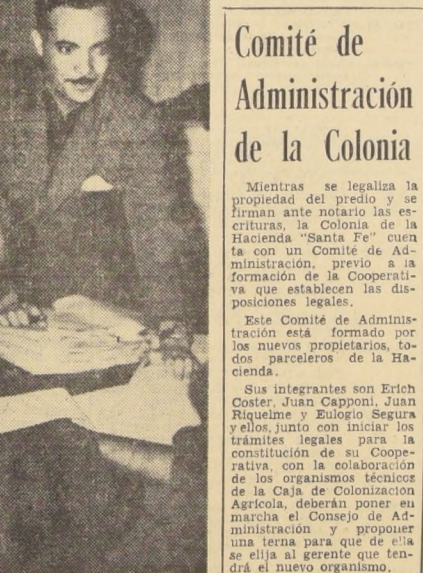 Comité de
Administración
de la Colonia
Mientras se legaliza la
propiedad del predio y se
firman ante notario las es-
crituras, la Colonia de la
Hacienda "Santa Fe" cuen
ta con un Comité de Ad-
ministración, previo a la
formación de la Cooperati-
va que establecen las dis-
posiciones legales.
Este Comité de Adminis-
tración está formado por
los nuevos propietarios, to-
dos parceleros de la Ha-
cienda.
Sus integrantes son Erich
Coster, Juan Capponi, Juan
Riquelme y Eulogio Segura
y ellos, junto con iniciar los
trámites legales para la
constitución de su Coope-
rativa, con la colaboración
de los organismos técnicos
de la Caja de Colonización
Agrícola, deberán poner en
marcha el Consejo de Ad-
ministración y proponer
una terna para que de ella
se elija al gerente que ten-
drá el nuevo organismo.